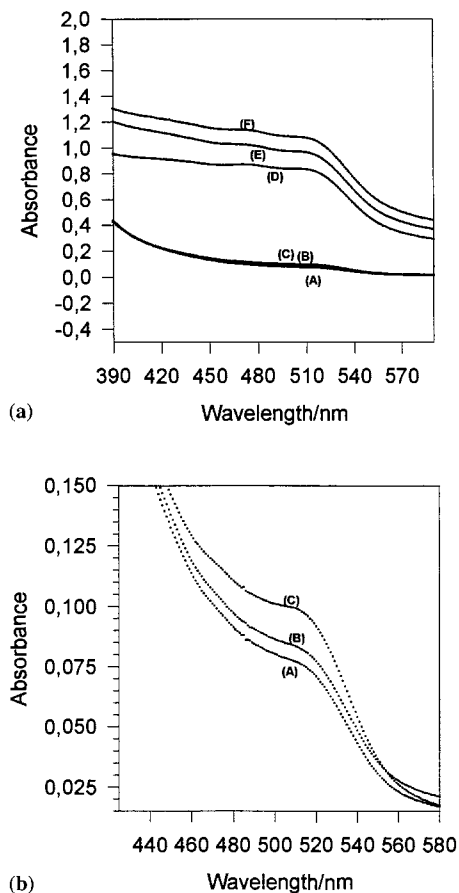 2,0
1,8
1,6
1,4
1,2
1,0
0,8
0,6
0,4
0,2
0,0
-0,2
-0,4
Absorbance
(F)
(E)
(D)
(C) (B)
(A)
390 420 450 480 510 540 570
Wavelength/nm
(a)
0,150
0,125
0,100
0,075
0,050
0,025
Absorbance
(C)
(B)
(A)
440 460 480 500 520 540 560 580
Wavelength/nm
(b)